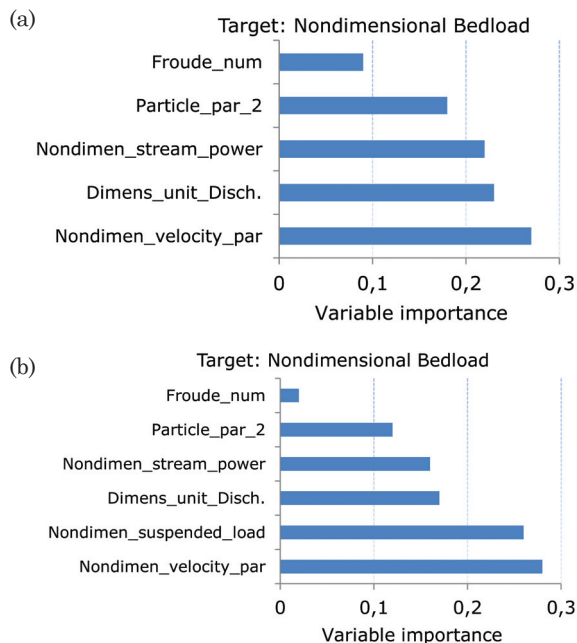 (a)
Target: Nondimensional Bedload
Froude_num
Particle_par_2
Nondimen_stream_power
Dimens_unit_Disch.
Nondimen_velocity_par
0 0,1 0,2 0,3
Variable importance
(b)
Target: Nondimensional Bedload
Froude_num
Particle_par_2
Nondimen_stream_power
Dimens_unit_Disch.
Nondimen_suspended_load
Nondimen_velocity_par
0 0,1 0,2 0,3
Variable importance